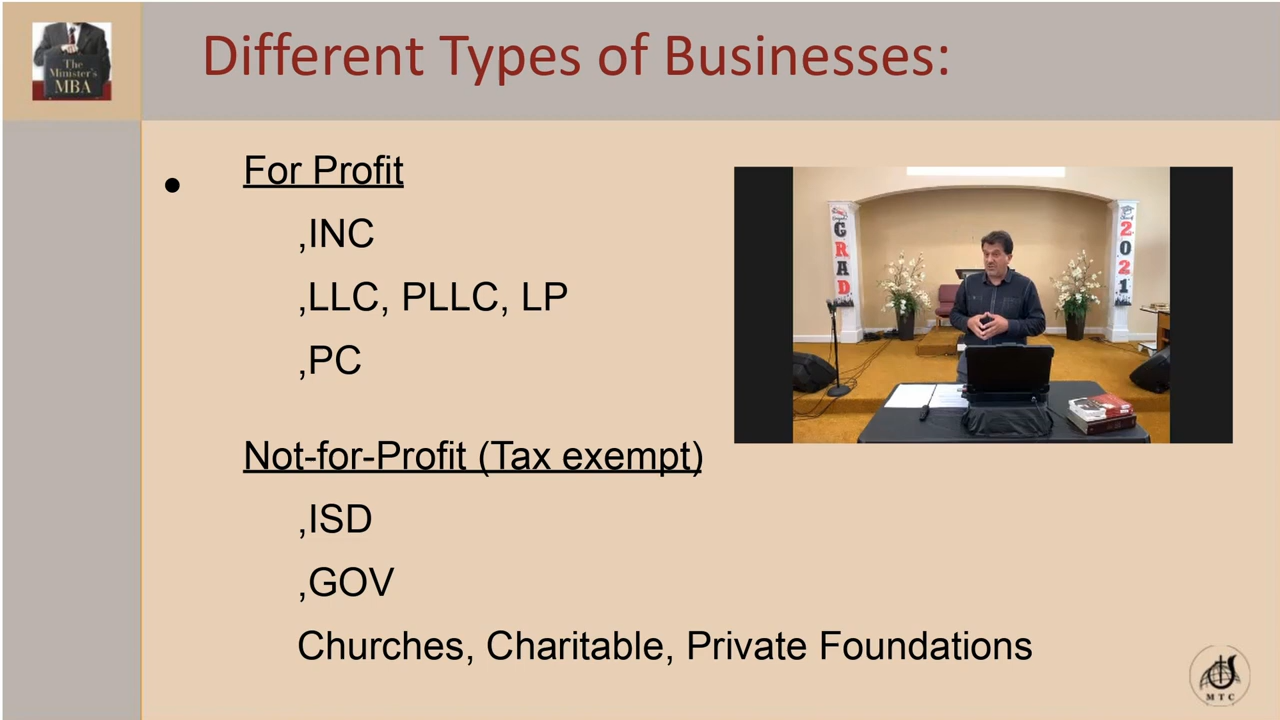 The
Minister's
MBA
Different Types of Businesses:
• For Profit
,INC
,LLC, PLLC, LP
,PC
Not-for-Profit (Tax exempt)
,ISD
,GOV
Churches, Charitable, Private Foundations
GRAD
2021
MTC